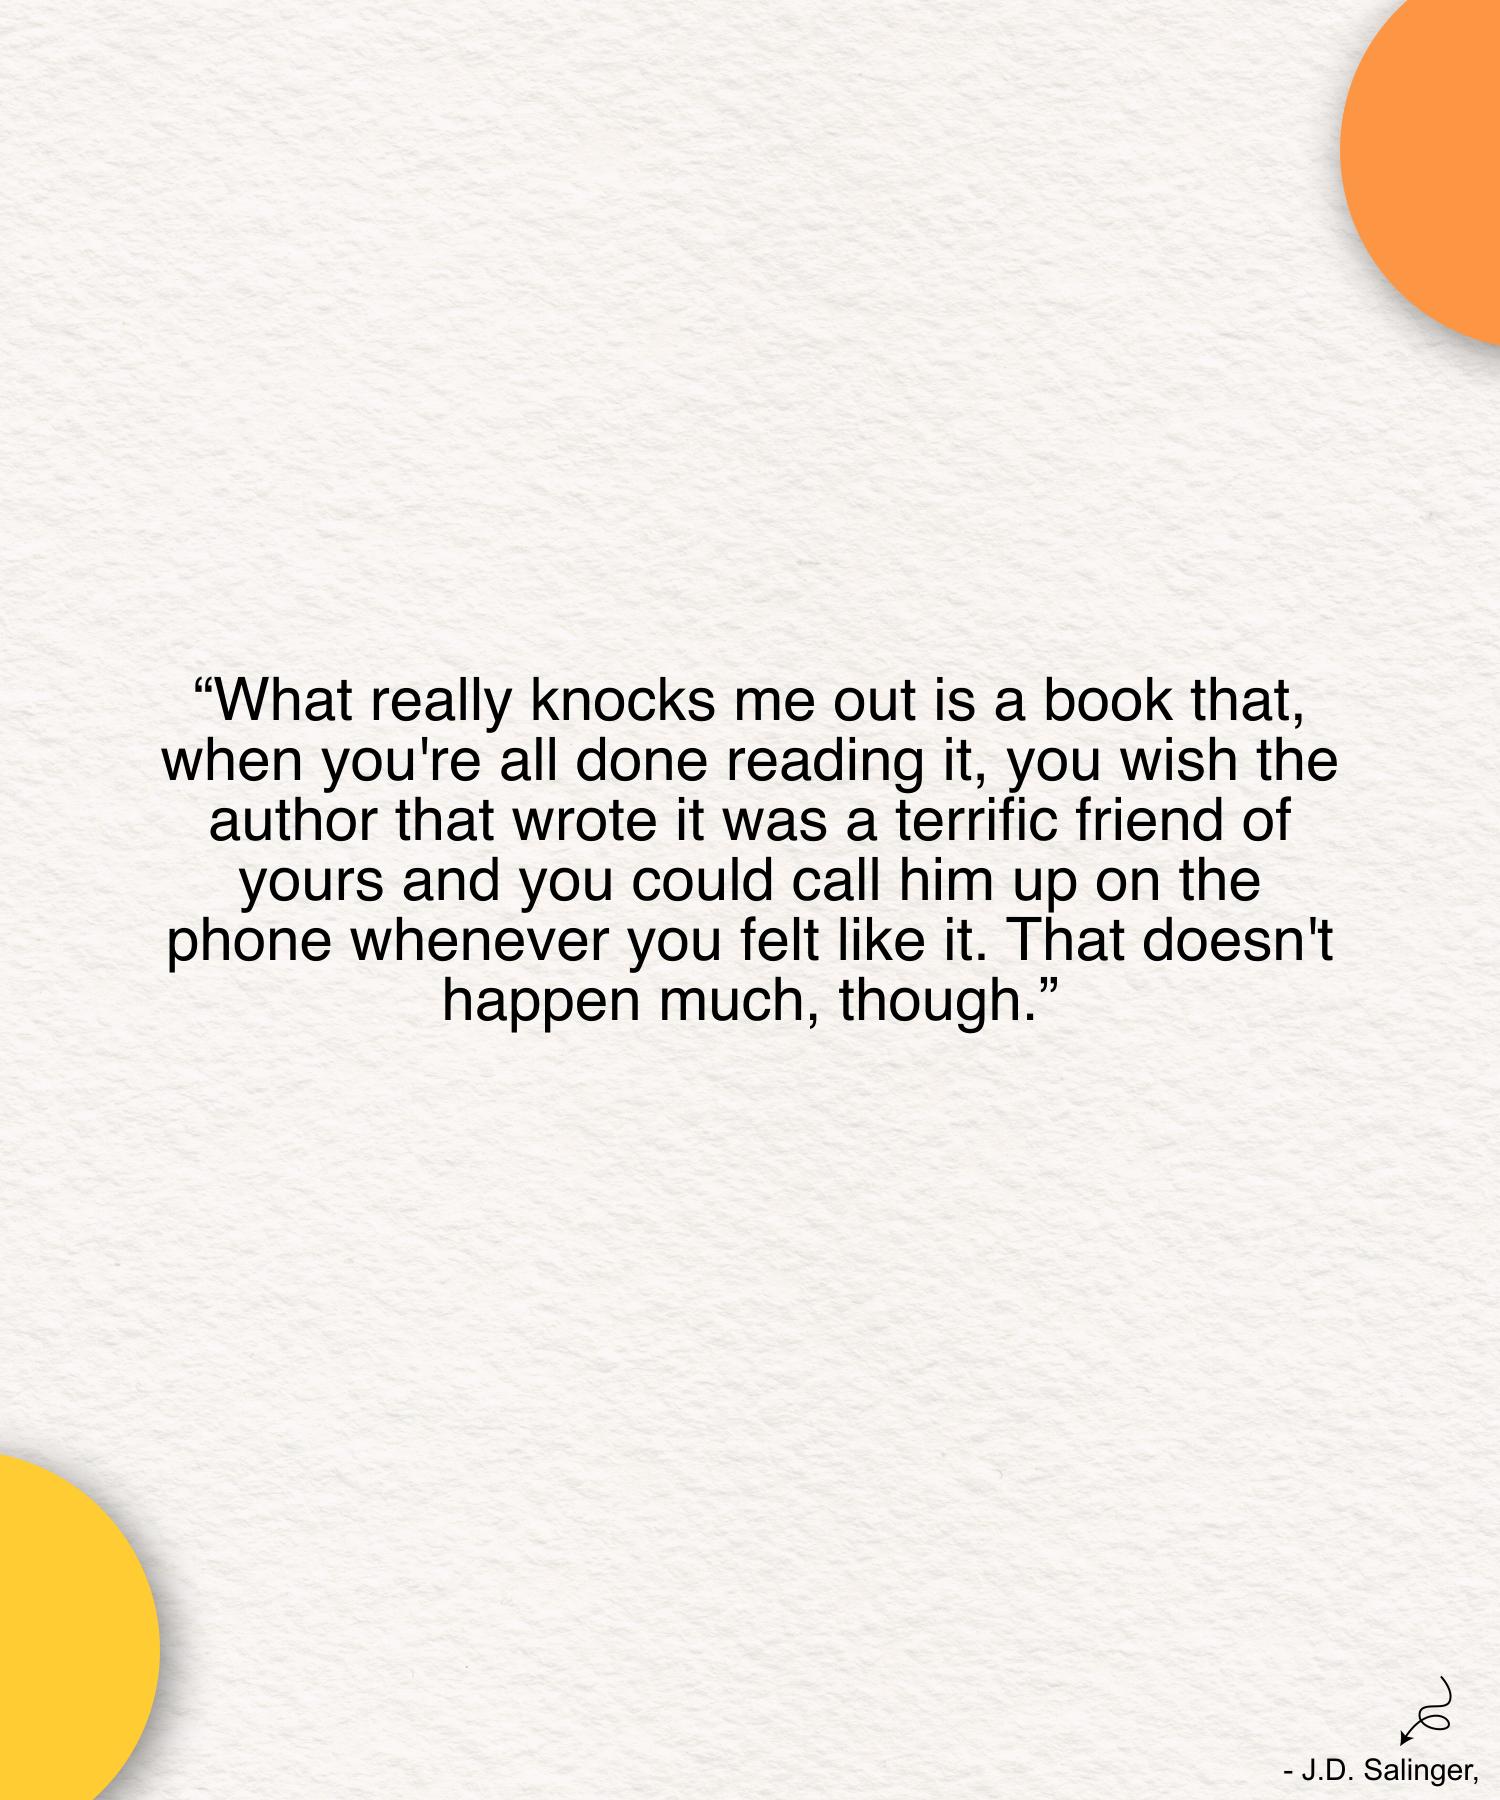 “What really knocks me out is a book that,
when you're all done reading it, you wish the
author that wrote it was a terrific friend of
yours and you could call him up on the
phone whenever you felt like it. That doesn't
happen much, though.”
- J.D. Salinger,